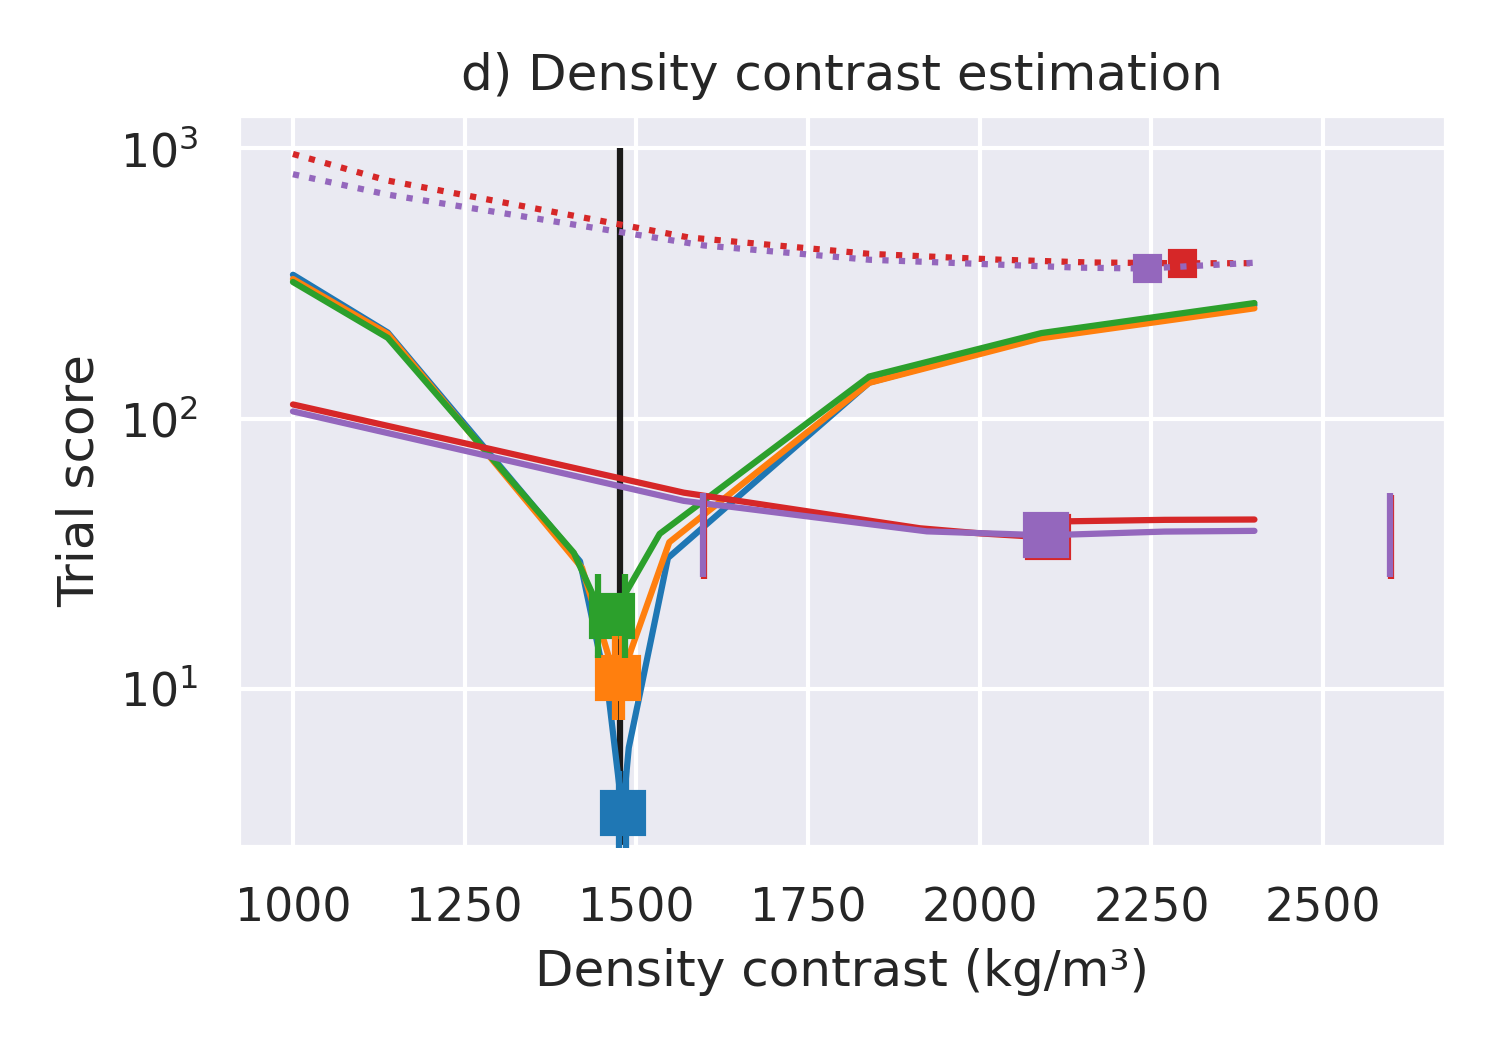 d) Density contrast estimation
10³
10²
10¹
Trial score
1000 1250 1500 1750 2000 2250 2500
Density contrast (kg/m³)